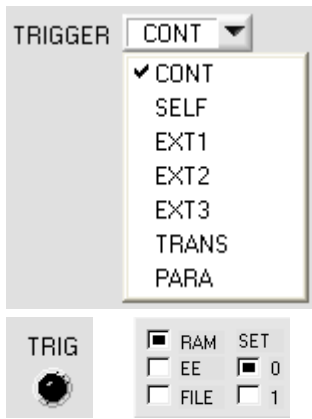 TRIGGER CONT
CONT
SELF
EXT1
EXT2
EXT3
TRANS
PARA
TRIG
RAM SET
EE 0
FILE 1